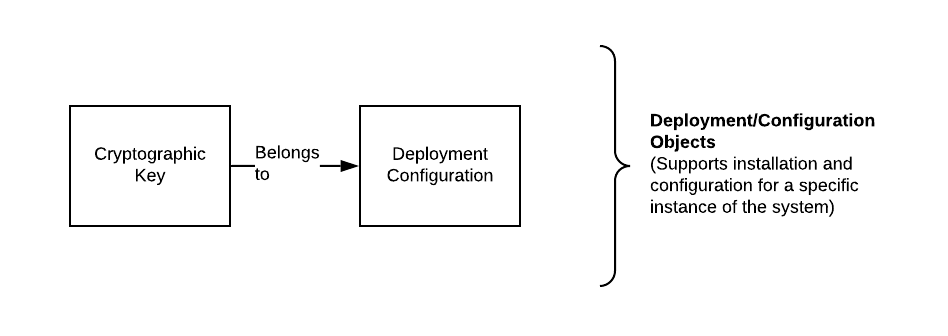 Cryptographic
Key
Belongs
to
Deployment
Configuration
Deployment/Configuration
Objects
(Supports installation and
configuration for a specific
instance of the system)